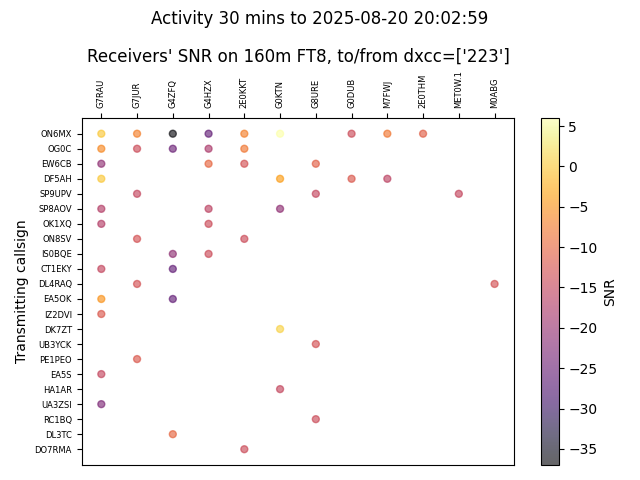 Activity 30 mins to 2025-08-20 20:02:59
Receivers' SNR on 160m FT8, to/from dxcc=['223']
G7RAU
G7JUR
G4ZFQ
G4HZX
2E0KKT
G0KTN
G8URE
G0DUB
M7FWJ
2E0THM
MET0W.1
M0ABG
ON6MX
OG0C
EW6CB
DF5AH
SP9UPV
SP8AOV
OK1XQ
ON8SV
IS0BQE
CT1EKY
DL4RAQ
EA5OK
IZ2DVI
DK7ZT
UB3YCK
PE1PEO
EA5S
HA1AR
UA3ZSI
RC1BQ
DL3TC
DO7RMA
Transmitting callsign
5
0
−5
−10
−15
−20
−25
−30
−35
SNR